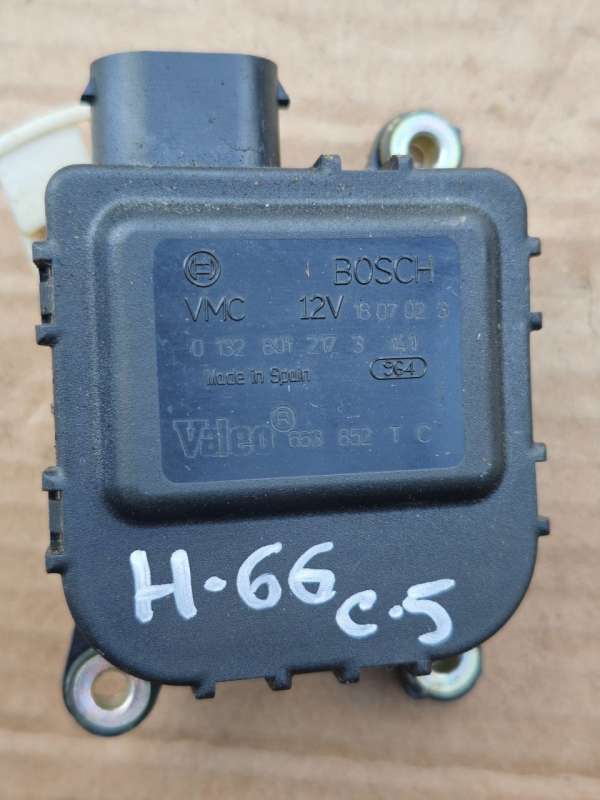 BOSCH
VMC 12V 18 07 02 S
0 132 801 217 3 141
Made in Spain 964
Valeo® 658 852 T C
H-66
C-5